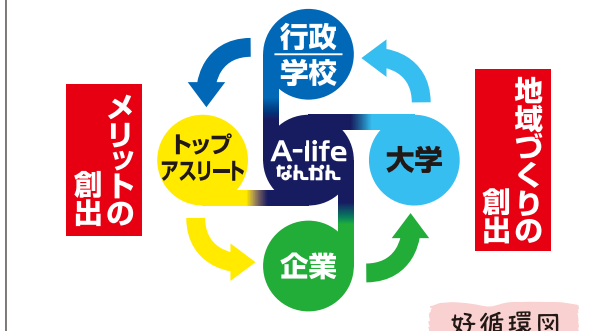 行政
学校
メリットの
創出
トップ
アスリート
A-life
なんかん
大学
地域づくりの
創出
企業
好循環図